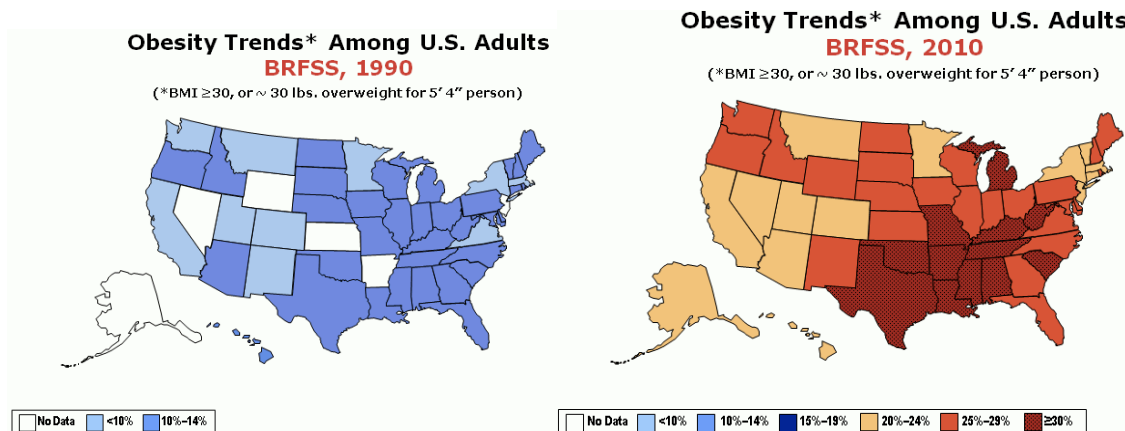 Obesity Trends* Among U.S. Adults
BRFSS, 1990
(*BMI ≥30, or ~ 30 lbs. overweight for 5’ 4” person)
No Data <10% 10%–14%
Obesity Trends* Among U.S. Adults
BRFSS, 2010
(*BMI ≥30, or ~ 30 lbs. overweight for 5’ 4” person)
No Data <10% 10%–14% 15%–19% 20%–24% 25%–29% ≥30%